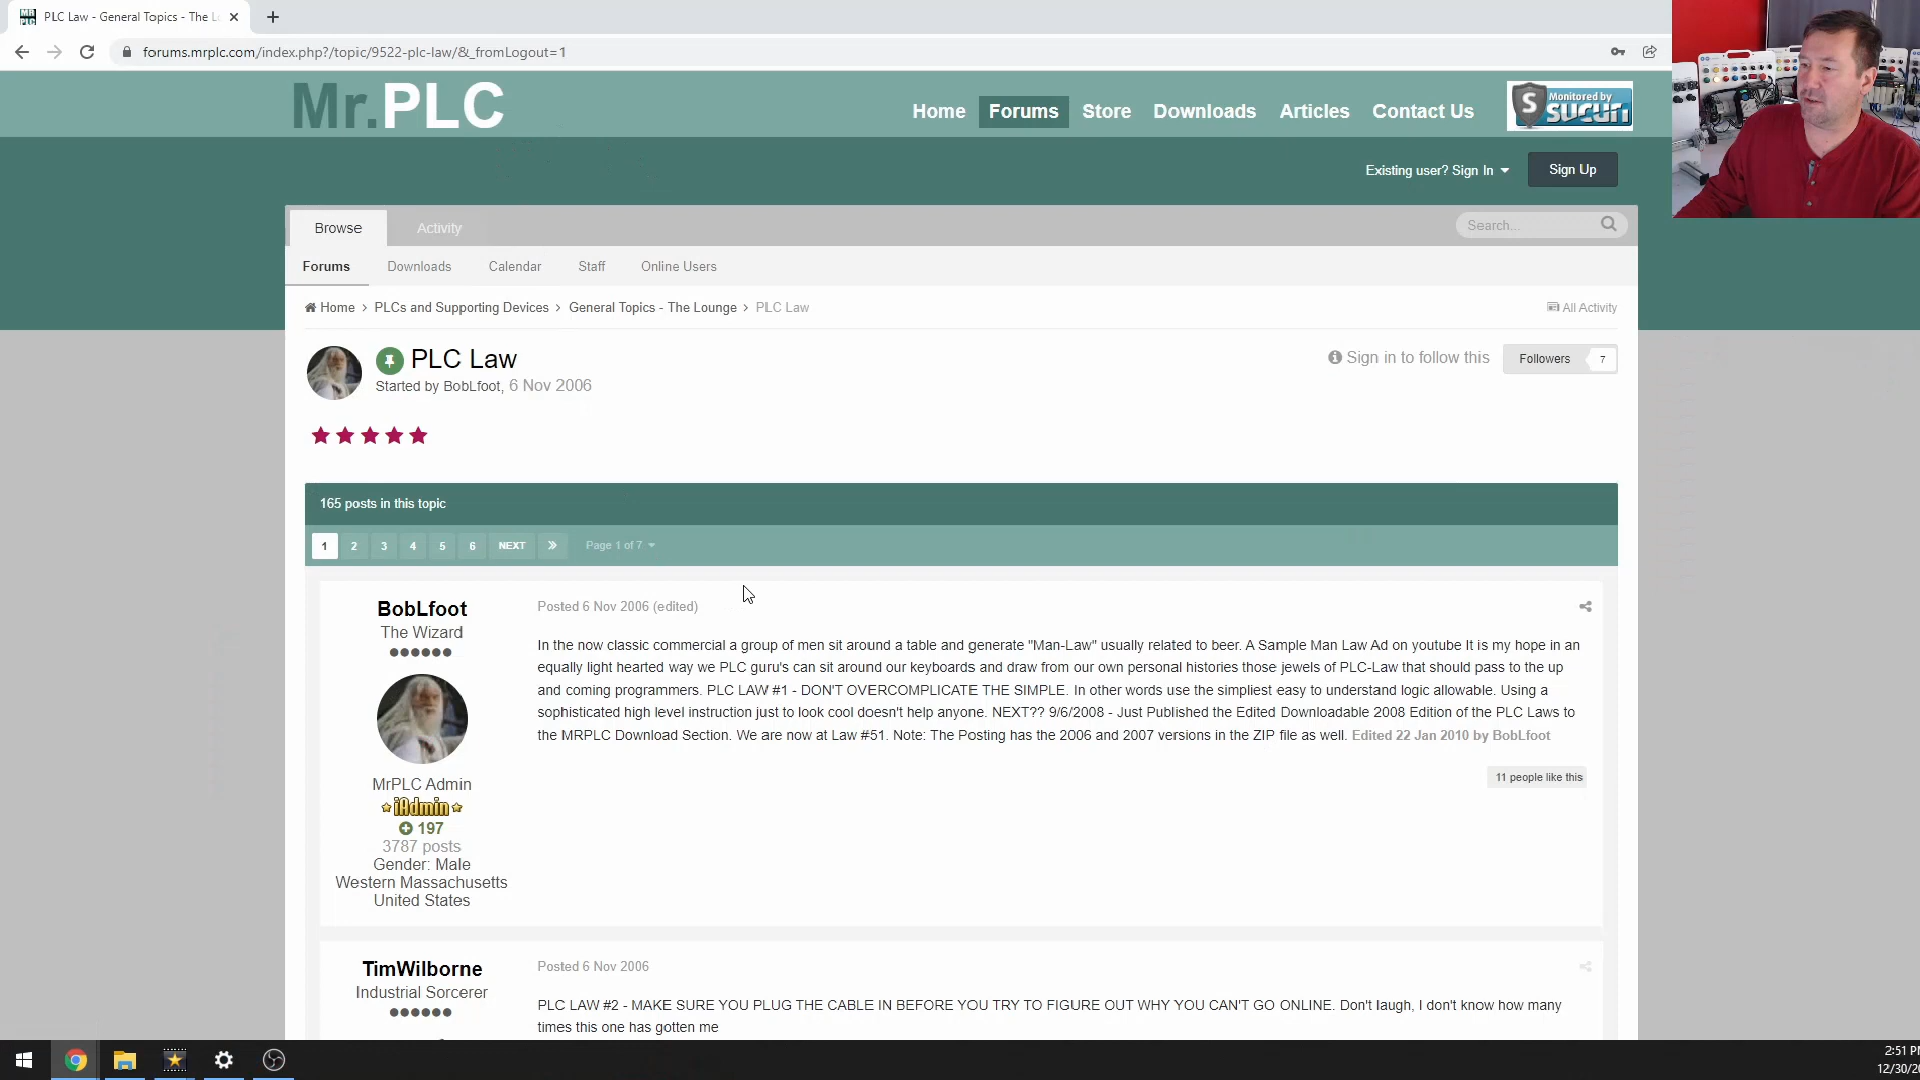 PLC Law - General Topics - The Lo
forums.mrplc.com/index.php?/topic/9522-plc-law/&_fromLogout=1
Mr.PLC
Home
Forums
Store
Downloads
Articles
Contact Us
Monitored by
sucuri
Existing user? Sign In
Sign Up
Browse
Activity
Search...
Forums
Downloads
Calendar
Staff
Online Users
Home > PLCs and Supporting Devices > General Topics - The Lounge > PLC Law
All Activity
PLC Law
Started by BobLfoot, 6 Nov 2006
Sign in to follow this
Followers 7
165 posts in this topic
1 2 3 4 5 6 NEXT » Page 1 of 7
BobLfoot
The Wizard
MrPLC Admin
iAdmin
197
3787 posts
Gender: Male
Western Massachusetts
United States
Posted 6 Nov 2006 (edited)
In the now classic commercial a group of men sit around a table and generate "Man-Law" usually related to beer. A Sample Man Law Ad on youtube It is my hope in an
equally light hearted way we PLC guru's can sit around our keyboards and draw from our own personal histories those jewels of PLC-Law that should pass to the up
and coming programmers. PLC LAW #1 - DON'T OVERCOMPLICATE THE SIMPLE. In other words use the simpliest easy to understand logic allowable. Using a
sophisticated high level instruction just to look cool doesn't help anyone. NEXT?? 9/6/2008 - Just Published the Edited Downloadable 2008 Edition of the PLC Laws to
the MRPLC Download Section. We are now at Law #51. Note: The Posting has the 2006 and 2007 versions in the ZIP file as well. Edited 22 Jan 2010 by BobLfoot
11 people like this
TimWilborne
Industrial Sorcerer
Posted 6 Nov 2006
PLC LAW #2 - MAKE SURE YOU PLUG THE CABLE IN BEFORE YOU TRY TO FIGURE OUT WHY YOU CAN'T GO ONLINE. Don't laugh, I don't know how many
times this one has gotten me
2:51 PM
12/30/20